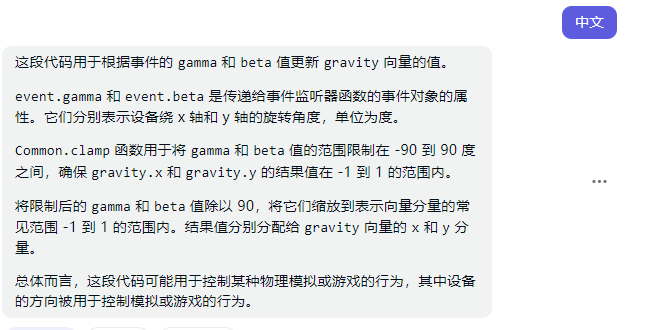 中文
这段代码用于根据事件的 gamma 和 beta 值更新 gravity 向量的值。
event.gamma 和 event.beta 是传递给事件监听器函数的事件对象的属
性。它们分别表示设备绕 x 轴和 y 轴的旋转角度，单位为度。
Common.clamp 函数用于将 gamma 和 beta 值的范围限制在 -90 到 90 度
之间，确保 gravity.x 和 gravity.y 的结果值在 -1 到 1 的范围内。
将限制后的 gamma 和 beta 值除以 90，将它们缩放到表示向量分量的常
见范围 -1 到 1 的范围内。结果值分别分配给 gravity 向量的 x 和 y 分
量。
总体而言，这段代码可能用于控制某种物理模拟或游戏的行为，其中设备
的方向被用于控制模拟或游戏的行为。